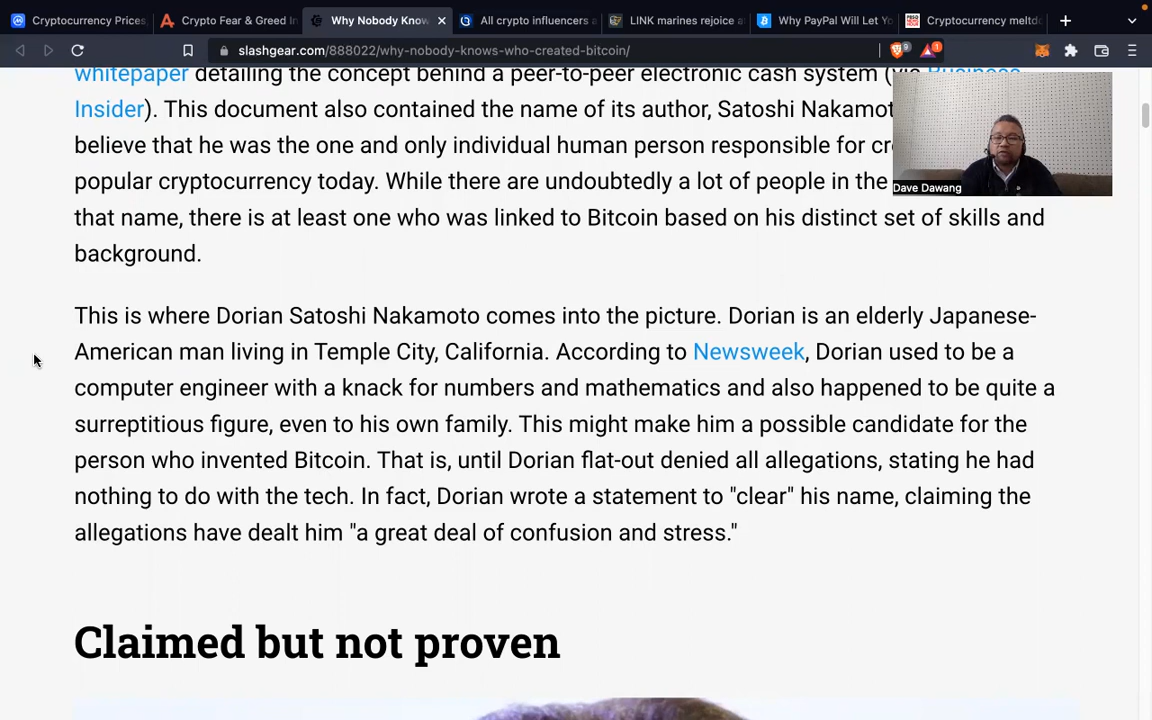 Cryptocurrency Prices,
Crypto Fear & Greed In
Why Nobody Know
All crypto influencers a
LINK marines rejoice a
Why PayPal Will Let Yo
Cryptocurrency meltdo
slashgear.com/888022/why-nobody-knows-who-created-bitcoin/
9
1
whitepaper detailing the concept behind a peer-to-peer electronic cash system (via Business
Insider). This document also contained the name of its author, Satoshi Nakamot
believe that he was the one and only individual human person responsible for cr
popular cryptocurrency today. While there are undoubtedly a lot of people in the
Dave Dawang
that name, there is at least one who was linked to Bitcoin based on his distinct set of skills and
background.
This is where Dorian Satoshi Nakamoto comes into the picture. Dorian is an elderly Japanese-
American man living in Temple City, California. According to Newsweek, Dorian used to be a
computer engineer with a knack for numbers and mathematics and also happened to be quite a
surreptitious figure, even to his own family. This might make him a possible candidate for the
person who invented Bitcoin. That is, until Dorian flat-out denied all allegations, stating he had
nothing to do with the tech. In fact, Dorian wrote a statement to "clear" his name, claiming the
allegations have dealt him "a great deal of confusion and stress."
Claimed but not proven